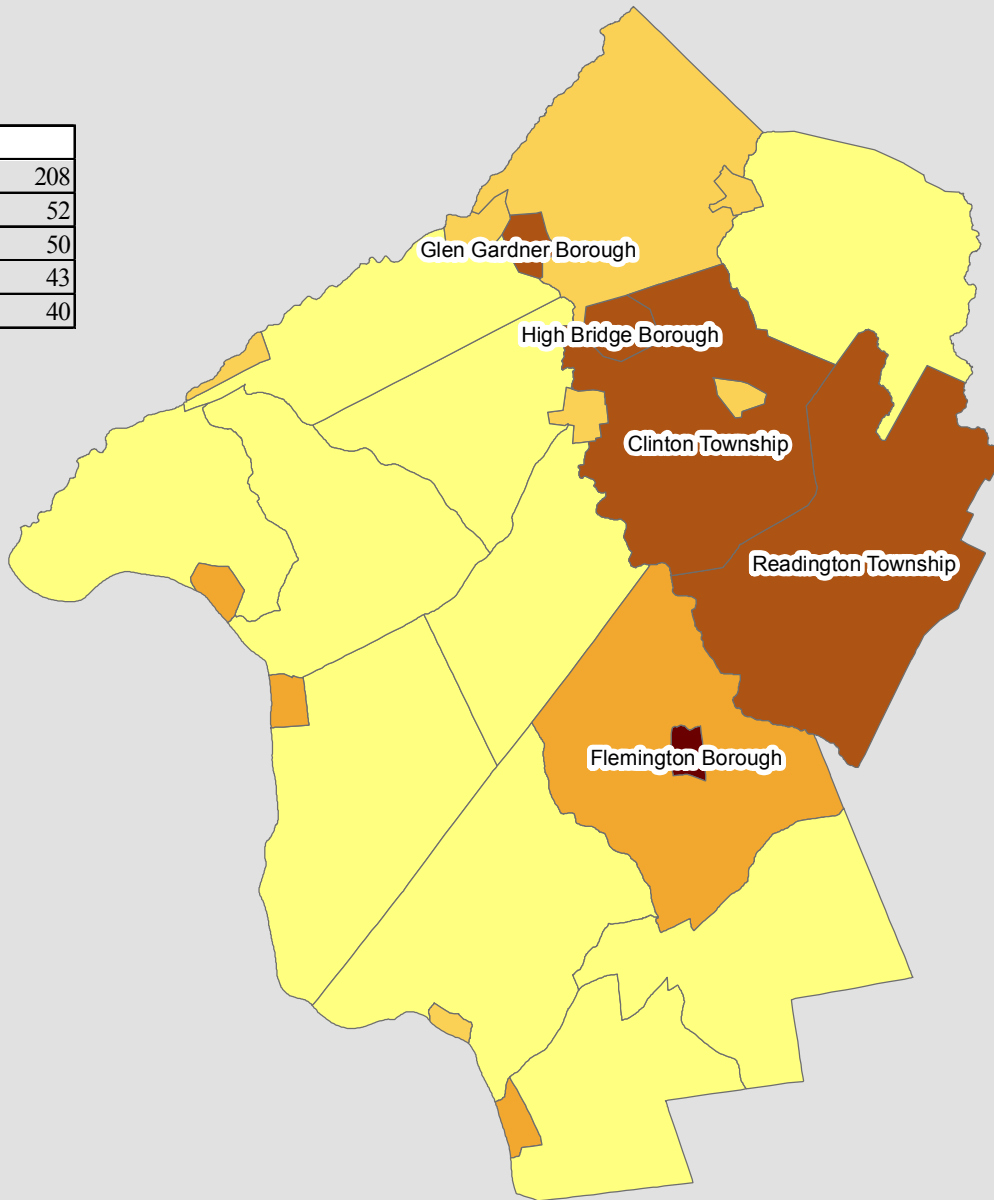 208
52
50
43
40
Glen Gardner Borough
High Bridge Borough
Clinton Township
Readington Township
Flemington Borough